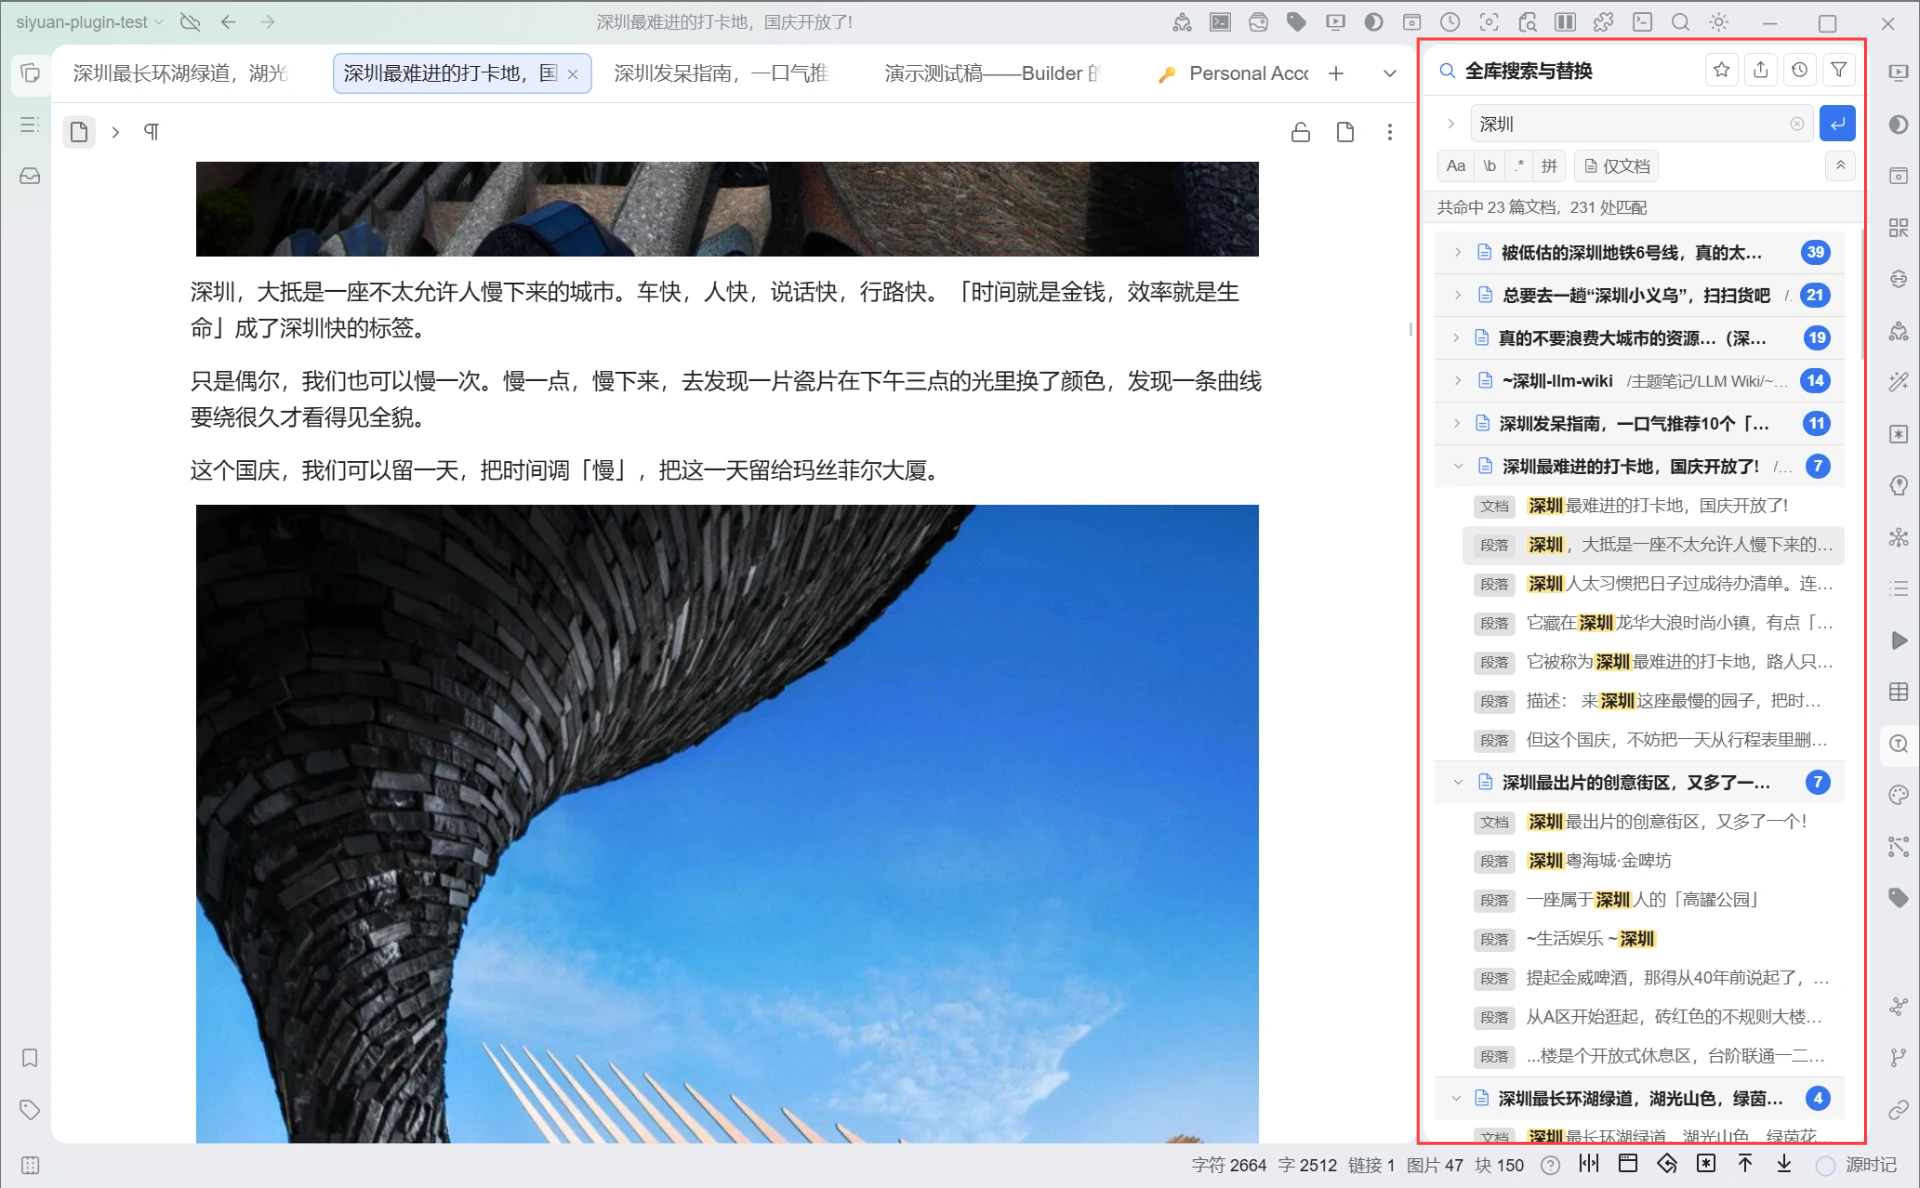 siyuan-plugin-test
深圳最难进的打卡地，国庆开放了!
深圳最长环湖绿道，湖光
深圳最难进的打卡地，国
深圳发呆指南，一口气推
演示测试稿——Builder 的
Personal Acc
深圳，大抵是一座不太允许人慢下来的城市。车快，人快，说话快，行路快。「时间就是金钱，效率就是生
命」成了深圳快的标签。
只是偶尔，我们也可以慢一次。慢一点，慢下来，去发现一片瓷片在下午三点的光里换了颜色，发现一条曲线
要绕很久才看得见全貌。
这个国庆，我们可以留一天，把时间调「慢」，把这一天留给玛丝菲尔大厦。
全库搜索与替换
深圳
Aa \b .* 拼 仅文档
共命中 23 篇文档，231 处匹配
被低估的深圳地铁6号线，真的太... 39
总要去一趟“深圳小义乌”，扫扫货吧 /. 21
真的不要浪费大城市的资源...（深... 19
~深圳-llm-wiki /主题笔记/LLM Wiki/~... 14
深圳发呆指南，一口气推荐10个「... 11
深圳最难进的打卡地，国庆开放了! /... 7
文档 深圳最难进的打卡地，国庆开放了!
段落 深圳，大抵是一座不太允许人慢下来的...
段落 深圳人太习惯把日子过成待办清单。连...
段落 它藏在深圳龙华大浪时尚小镇，有点「...
段落 它被称为深圳最难进的打卡地，路人只...
段落 描述： 来深圳这座最慢的园子，把时...
段落 但这个国庆，不妨把一天从行程表里删...
深圳最出片的创意街区，又多了一... 7
文档 深圳最出片的创意街区，又多了一个!
段落 深圳粤海城·金啤坊
段落 一座属于深圳人的「高罐公园」
段落 ~生活娱乐 ~深圳
段落 提起金威啤酒，那得从40年前说起了，...
段落 从A区开始逛起，砖红色的不规则大楼...
段落 ...楼是个开放式休息区，台阶联通一二...
深圳最长环湖绿道，湖光山色，绿茵... 4
文档 深圳最长环湖绿道，湖光山色，绿茵花...
字符 2664 字 2512 链接 1 图片 47 块 150
源时记